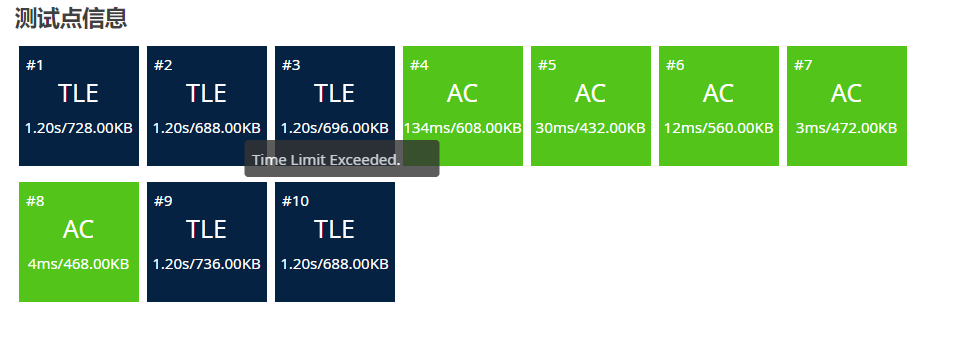 测试点信息
#1 #2 #3 #4 #5 #6 #7
TLE TLE TLE AC AC AC AC
1.20s/728.00KB 1.20s/688.00KB 1.20s/696.00KB 134ms/608.00KB 30ms/432.00KB 12ms/560.00KB 3ms/472.00KB
Time Limit Exceeded.
#8 #9 #10
AC TLE TLE
4ms/468.00KB 1.20s/736.00KB 1.20s/688.00KB